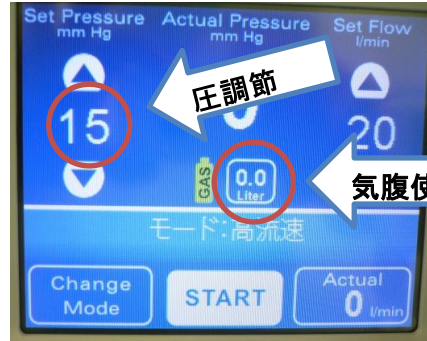 Set Pressure
mm Hg
Actual Pressure
mm Hg
Set Flow
l/min
圧調節
15
20
GAS
0.0
Liter
気腹使
モード:高流速
Change
Mode
START
Actual
0 l/min